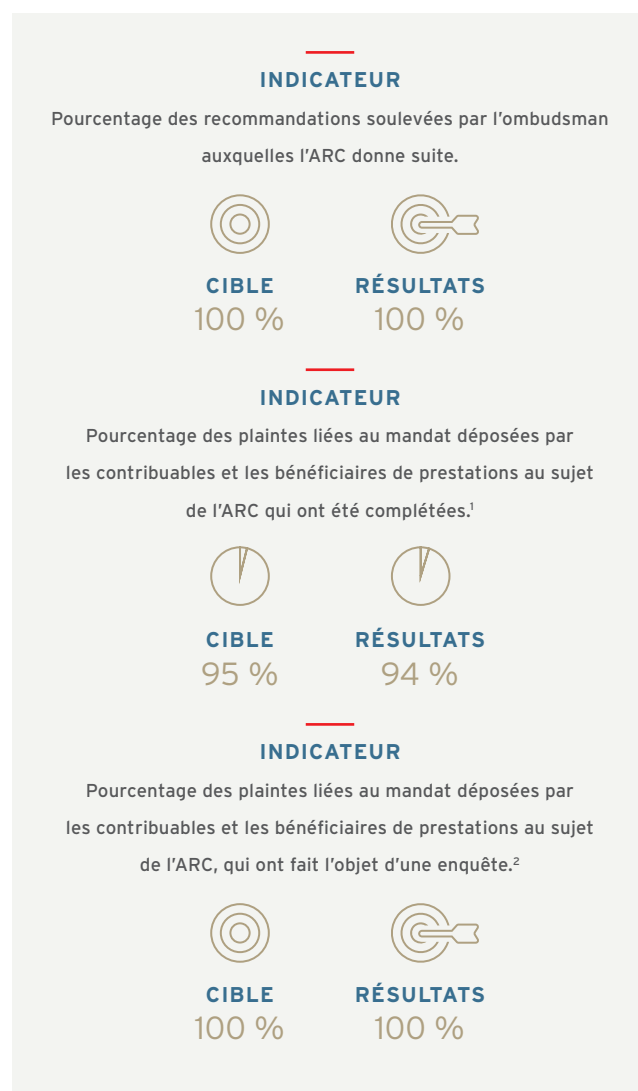 INDICATEUR
Pourcentage des recommandations soulevées par l'ombudsman
auxquelles l'ARC donne suite.
CIBLE RÉSULTATS
100 % 100 %
INDICATEUR
Pourcentage des plaintes liées au mandat déposées par
les contribuables et les bénéficiaires de prestations au sujet
de l'ARC qui ont été complétées.¹
CIBLE RÉSULTATS
95 % 94 %
INDICATEUR
Pourcentage des plaintes liées au mandat déposées par
les contribuables et les bénéficiaires de prestations au sujet
de l'ARC, qui ont fait l'objet d'une enquête.²
CIBLE RÉSULTATS
100 % 100 %